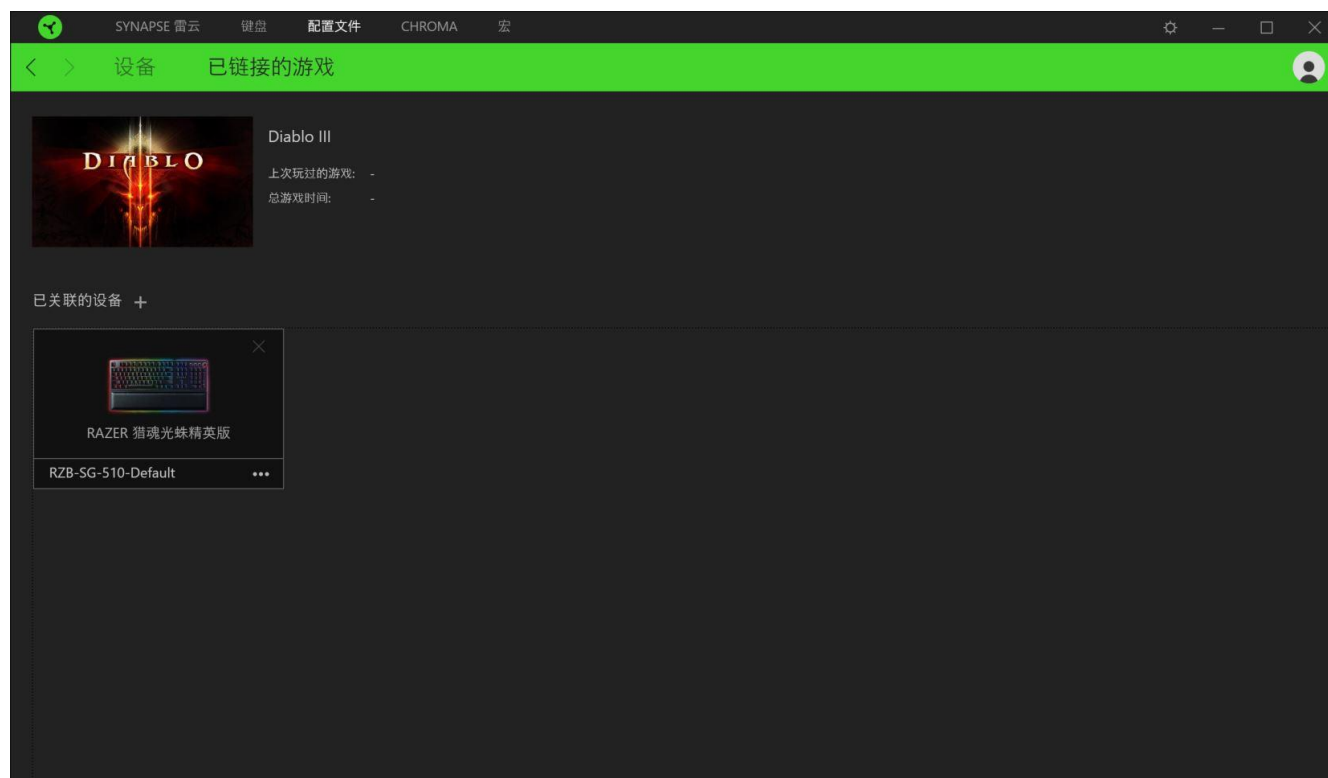 SYNAPSE 雷云 键盘 配置文件 CHROMA 宏
设备 已链接的游戏
DIABLO
Diablo III
上次玩过的游戏: -
总游戏时间: -
已关联的设备 +
RAZER 猎魂光蛛精英版
RZB-SG-510-Default